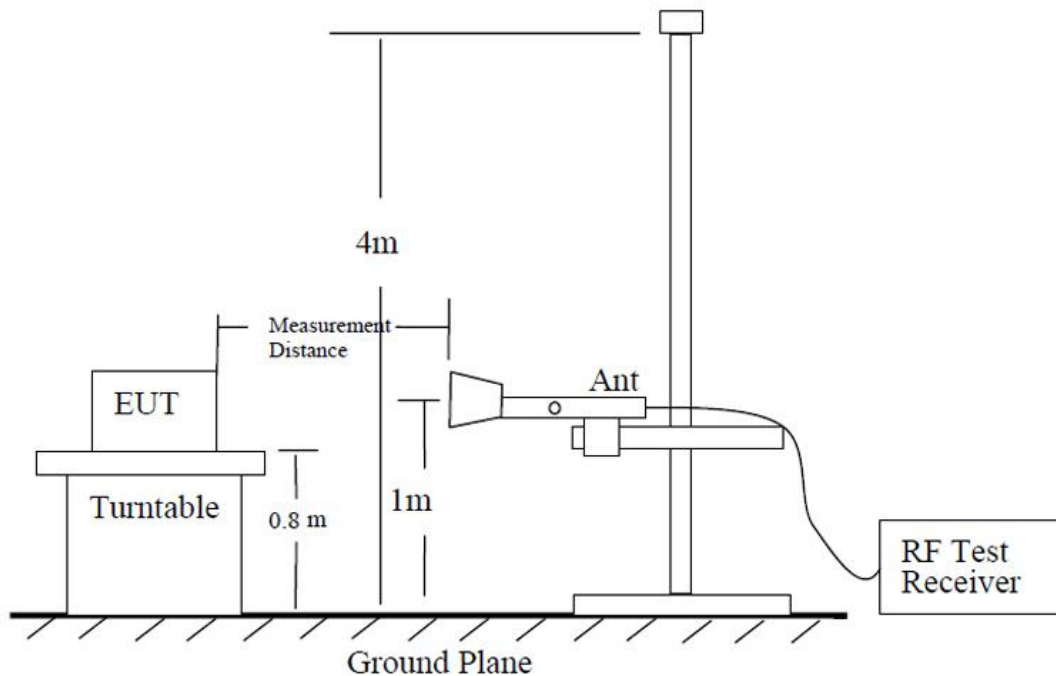 4m
Measurement
Distance
EUT
Ant
Turntable
0.8 m
1m
RF Test
Receiver
Ground Plane